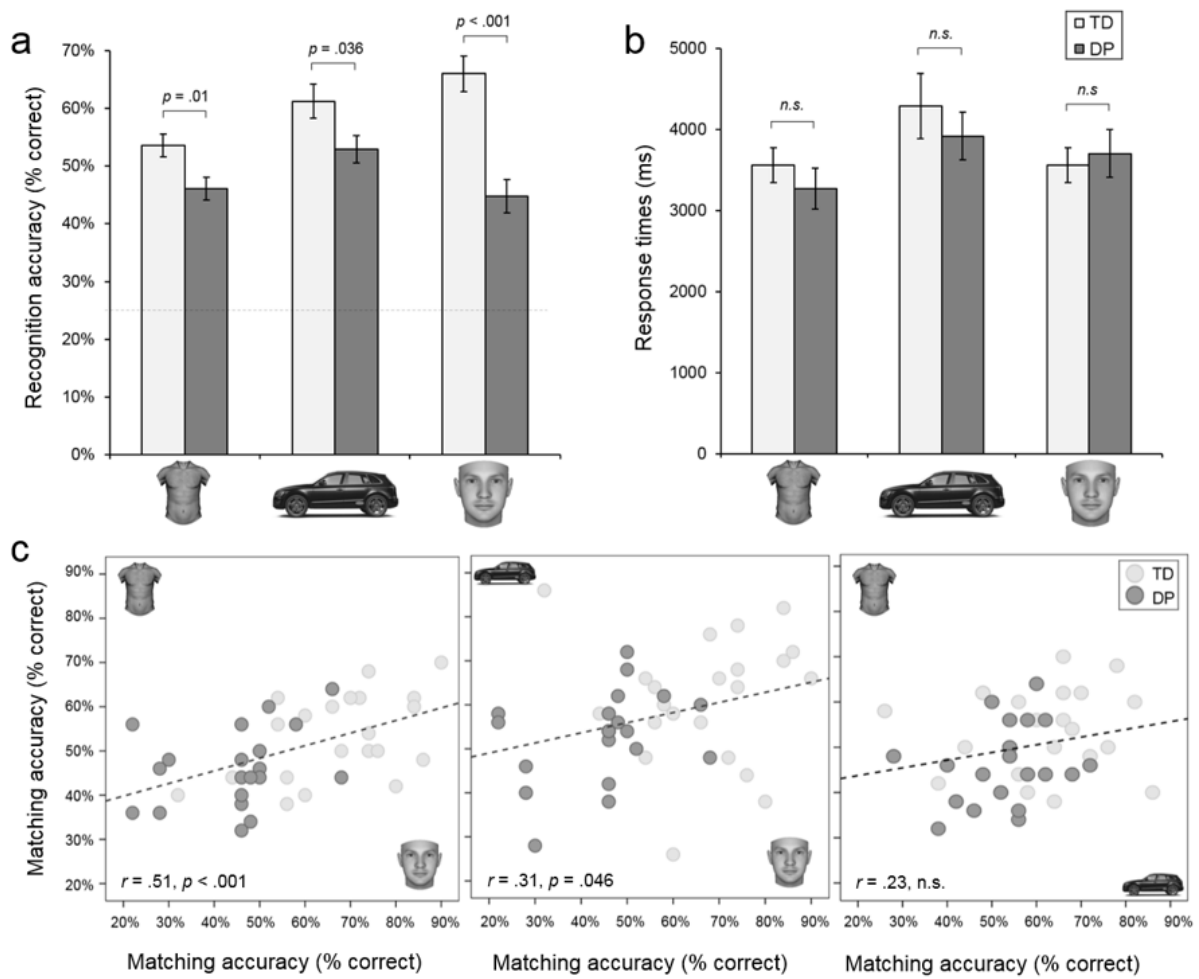 a
Recognition accuracy (% correct)
70%
60%
50%
40%
30%
20%
10%
0%
p = .01
p = .036
p < .001
b
TD
DP
Response times (ms)
5000
4000
3000
2000
1000
0
n.s.
n.s.
n.s
c
Matching accuracy (% correct)
90%
80%
70%
60%
50%
40%
30%
20%
r = .51, p < .001
20% 30% 40% 50% 60% 70% 80% 90%
Matching accuracy (% correct)
r = .31, p = .046
20% 30% 40% 50% 60% 70% 80% 90%
Matching accuracy (% correct)
TD
DP
r = .23, n.s.
20% 30% 40% 50% 60% 70% 80% 90%
Matching accuracy (% correct)